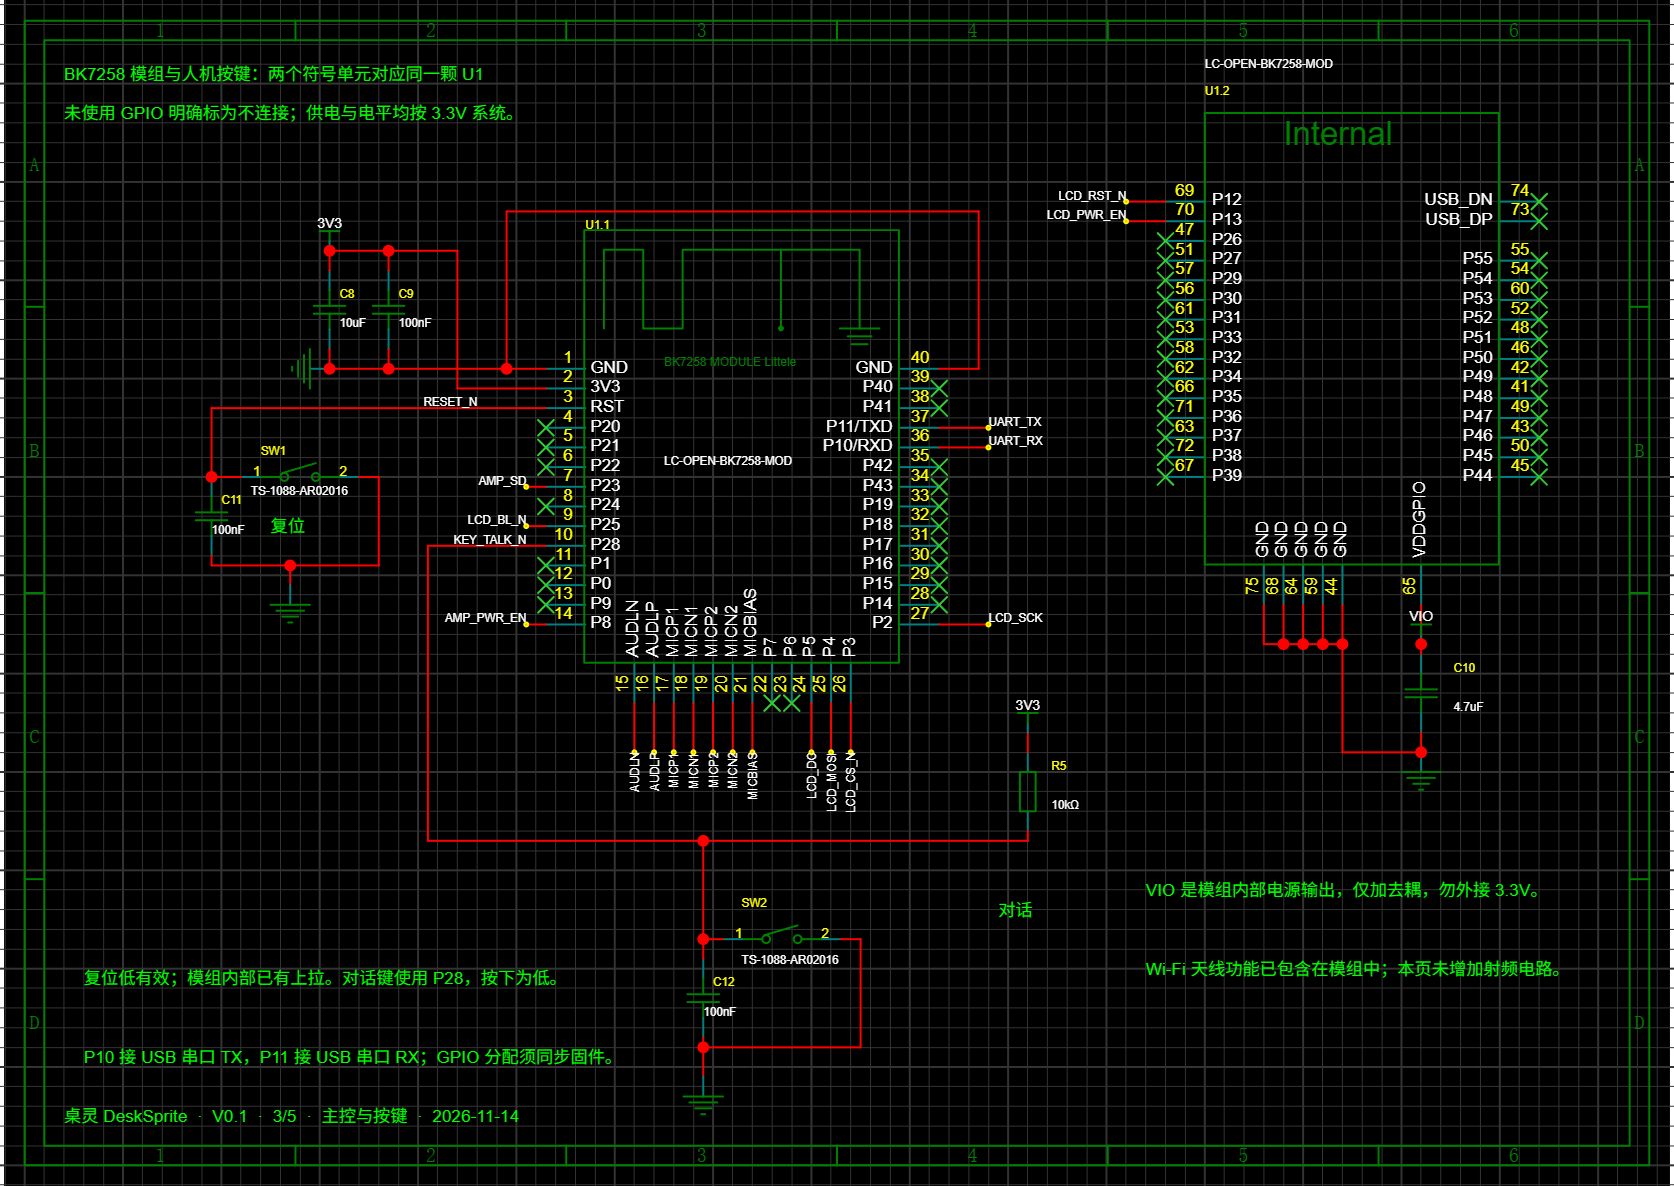 1 2 3 4 5 6
BK7258 模组与人机按键：两个符号单元对应同一颗 U1
未使用 GPIO 明确标为不连接；供电与电平均按 3.3V 系统。
LC-OPEN-BK7258-MOD
U1.2
Internal
A
A
LCD_RST_N 69 P12
LCD_PWR_EN 70 P13
47 P26
51 P27
57 P29
56 P30
61 P31
53 P33
58 P32
62 P34
66 P35
71 P36
63 P37
72 P38
67 P39
USB_DN 74
USB_DP 73
P55 55
P54 54
P53 60
P52 52
P51 48
P50 46
P49 42
P48 41
P47 49
P46 43
P45 50
P44 45
GND GND GND GND GND VDDGPIO
75 68 64 59 44 65
VIO
C10
4.7uF
3V3
C8
10uF
C9
100nF
U1.1
BK7258 MODULE Littele
LC-OPEN-BK7258-MOD
1 GND
2 3V3
RESET_N 3 RST
4 P20
5 P21
6 P22
AMP_SD 7 P23
8 P24
LCD_BL_N 9 P25
KEY_TALK_N 10 P28
11 P1
12 P0
13 P9
AMP_PWR_EN 14 P8
GND 40
P40 39
P41 38
P11/TXD 37 UART_TX
P10/RXD 36 UART_RX
P42 35
P43 34
P19 33
P18 32
P17 31
P16 30
P15 29
P14 28
P2 27 LCD_SCK
AUDLN AUDLP MICP1 MICN1 MICP2 MICN2 MICBIAS P7 P6 P5 P4 P3
15 16 17 18 19 20 21 22 23 24 25 26
AUDLN AUDLP MICP1 MICN1 MICP2 MICN2 MICBIAS LCD_DC LCD_MOSI LCD_CS_N
B
B
SW1
1 2
TS-1088-AR02016
C11
100nF
复位
C
C
3V3
R5
10kΩ
SW2
1 2
TS-1088-AR02016
C12
100nF
对话
VIO 是模组内部电源输出，仅加去耦，勿外接 3.3V。
Wi-Fi 天线功能已包含在模组中；本页未增加射频电路。
复位低有效；模组内部已有上拉。对话键使用 P28，按下为低。
D
D
P10 接 USB 串口 TX，P11 接 USB 串口 RX；GPIO 分配须同步固件。
桌灵 DeskSprite · V0.1 · 3/5 · 主控与按键 · 2026-11-14
1 2 3 4 5 6